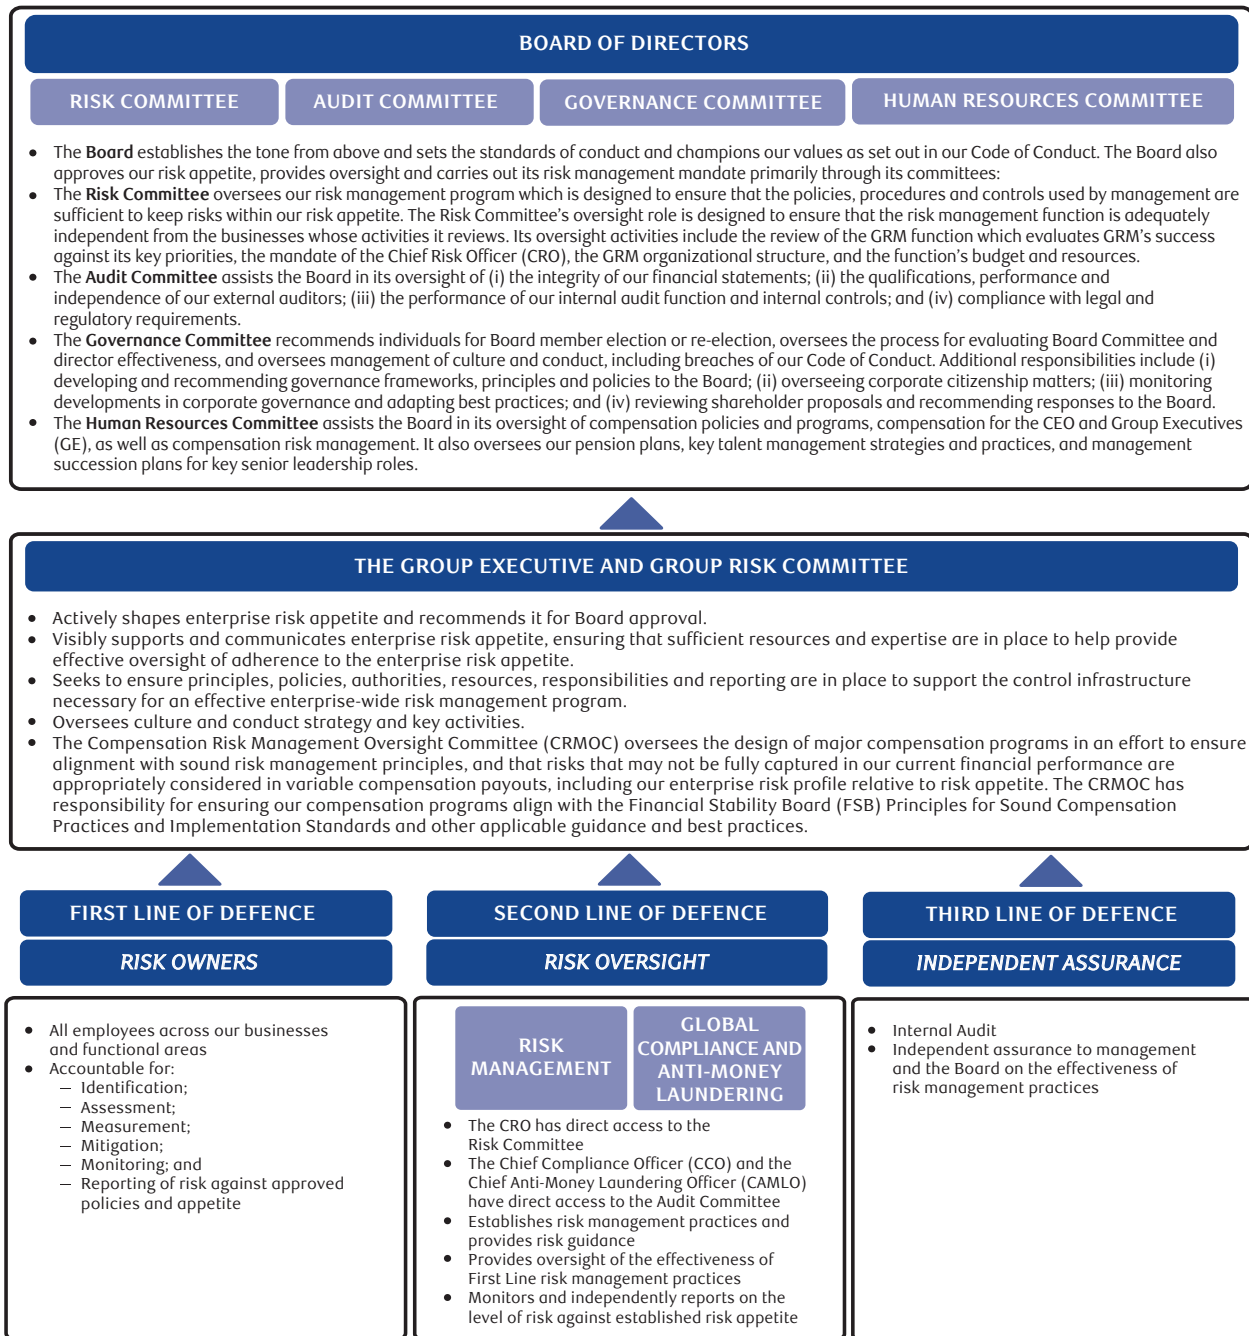 BOARD OF DIRECTORS
RISK COMMITTEE
AUDIT COMMITTEE
GOVERNANCE COMMITTEE
HUMAN RESOURCES COMMITTEE
• The Board establishes the tone from above and sets the standards of conduct and champions our values as set out in our Code of Conduct. The Board also
approves our risk appetite, provides oversight and carries out its risk management mandate primarily through its committees:
• The Risk Committee oversees our risk management program which is designed to ensure that the policies, procedures and controls used by management are
sufficient to keep risks within our risk appetite. The Risk Committee's oversight role is designed to ensure that the risk management function is adequately
independent from the businesses whose activities it reviews. Its oversight activities include the review of the GRM function which evaluates GRM's success
against its key priorities, the mandate of the Chief Risk Officer (CRO), the GRM organizational structure, and the function's budget and resources.
• The Audit Committee assists the Board in its oversight of (i) the integrity of our financial statements; (ii) the qualifications, performance and
independence of our external auditors; (iii) the performance of our internal audit function and internal controls; and (iv) compliance with legal and
regulatory requirements.
• The Governance Committee recommends individuals for Board member election or re-election, oversees the process for evaluating Board Committee and
director effectiveness, and oversees management of culture and conduct, including breaches of our Code of Conduct. Additional responsibilities include (i)
developing and recommending governance frameworks, principles and policies to the Board; (ii) overseeing corporate citizenship matters; (iii) monitoring
developments in corporate governance and adapting best practices; and (iv) reviewing shareholder proposals and recommending responses to the Board.
• The Human Resources Committee assists the Board in its oversight of compensation policies and programs, compensation for the CEO and Group Executives
(GE), as well as compensation risk management. It also oversees our pension plans, key talent management strategies and practices, and management
succession plans for key senior leadership roles.
THE GROUP EXECUTIVE AND GROUP RISK COMMITTEE
• Actively shapes enterprise risk appetite and recommends it for Board approval.
• Visibly supports and communicates enterprise risk appetite, ensuring that sufficient resources and expertise are in place to help provide
effective oversight of adherence to the enterprise risk appetite.
• Seeks to ensure principles, policies, authorities, resources, responsibilities and reporting are in place to support the control infrastructure
necessary for an effective enterprise-wide risk management program.
• Oversees culture and conduct strategy and key activities.
• The Compensation Risk Management Oversight Committee (CRMOC) oversees the design of major compensation programs in an effort to ensure
alignment with sound risk management principles, and that risks that may not be fully captured in our current financial performance are
appropriately considered in variable compensation payouts, including our enterprise risk profile relative to risk appetite. The CRMOC has
responsibility for ensuring our compensation programs align with the Financial Stability Board (FSB) Principles for Sound Compensation
Practices and Implementation Standards and other applicable guidance and best practices.
FIRST LINE OF DEFENCE
RISK OWNERS
• All employees across our businesses
and functional areas
• Accountable for:
– Identification;
– Assessment;
– Measurement;
– Mitigation;
– Monitoring; and
– Reporting of risk against approved
policies and appetite
SECOND LINE OF DEFENCE
RISK OVERSIGHT
RISK
MANAGEMENT
GLOBAL
COMPLIANCE AND
ANTI-MONEY
LAUNDERING
• The CRO has direct access to the
Risk Committee
• The Chief Compliance Officer (CCO) and the
Chief Anti-Money Laundering Officer (CAMLO)
have direct access to the Audit Committee
• Establishes risk management practices and
provides risk guidance
• Provides oversight of the effectiveness of
First Line risk management practices
• Monitors and independently reports on the
level of risk against established risk appetite
THIRD LINE OF DEFENCE
INDEPENDENT ASSURANCE
• Internal Audit
• Independent assurance to management
and the Board on the effectiveness of
risk management practices